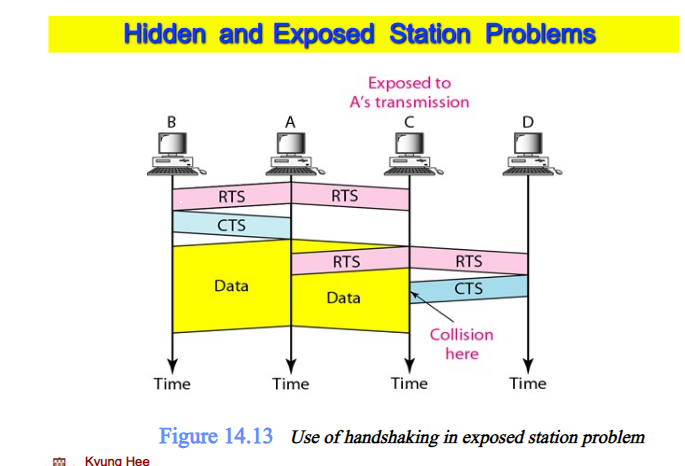 Hidden and Exposed Station Problems
Exposed to
A's transmission
B A C D
RTS RTS
CTS
RTS RTS
Data Data CTS
Collision
here
Time Time Time Time
Figure 14.13 Use of handshaking in exposed station problem
Kyung Hee